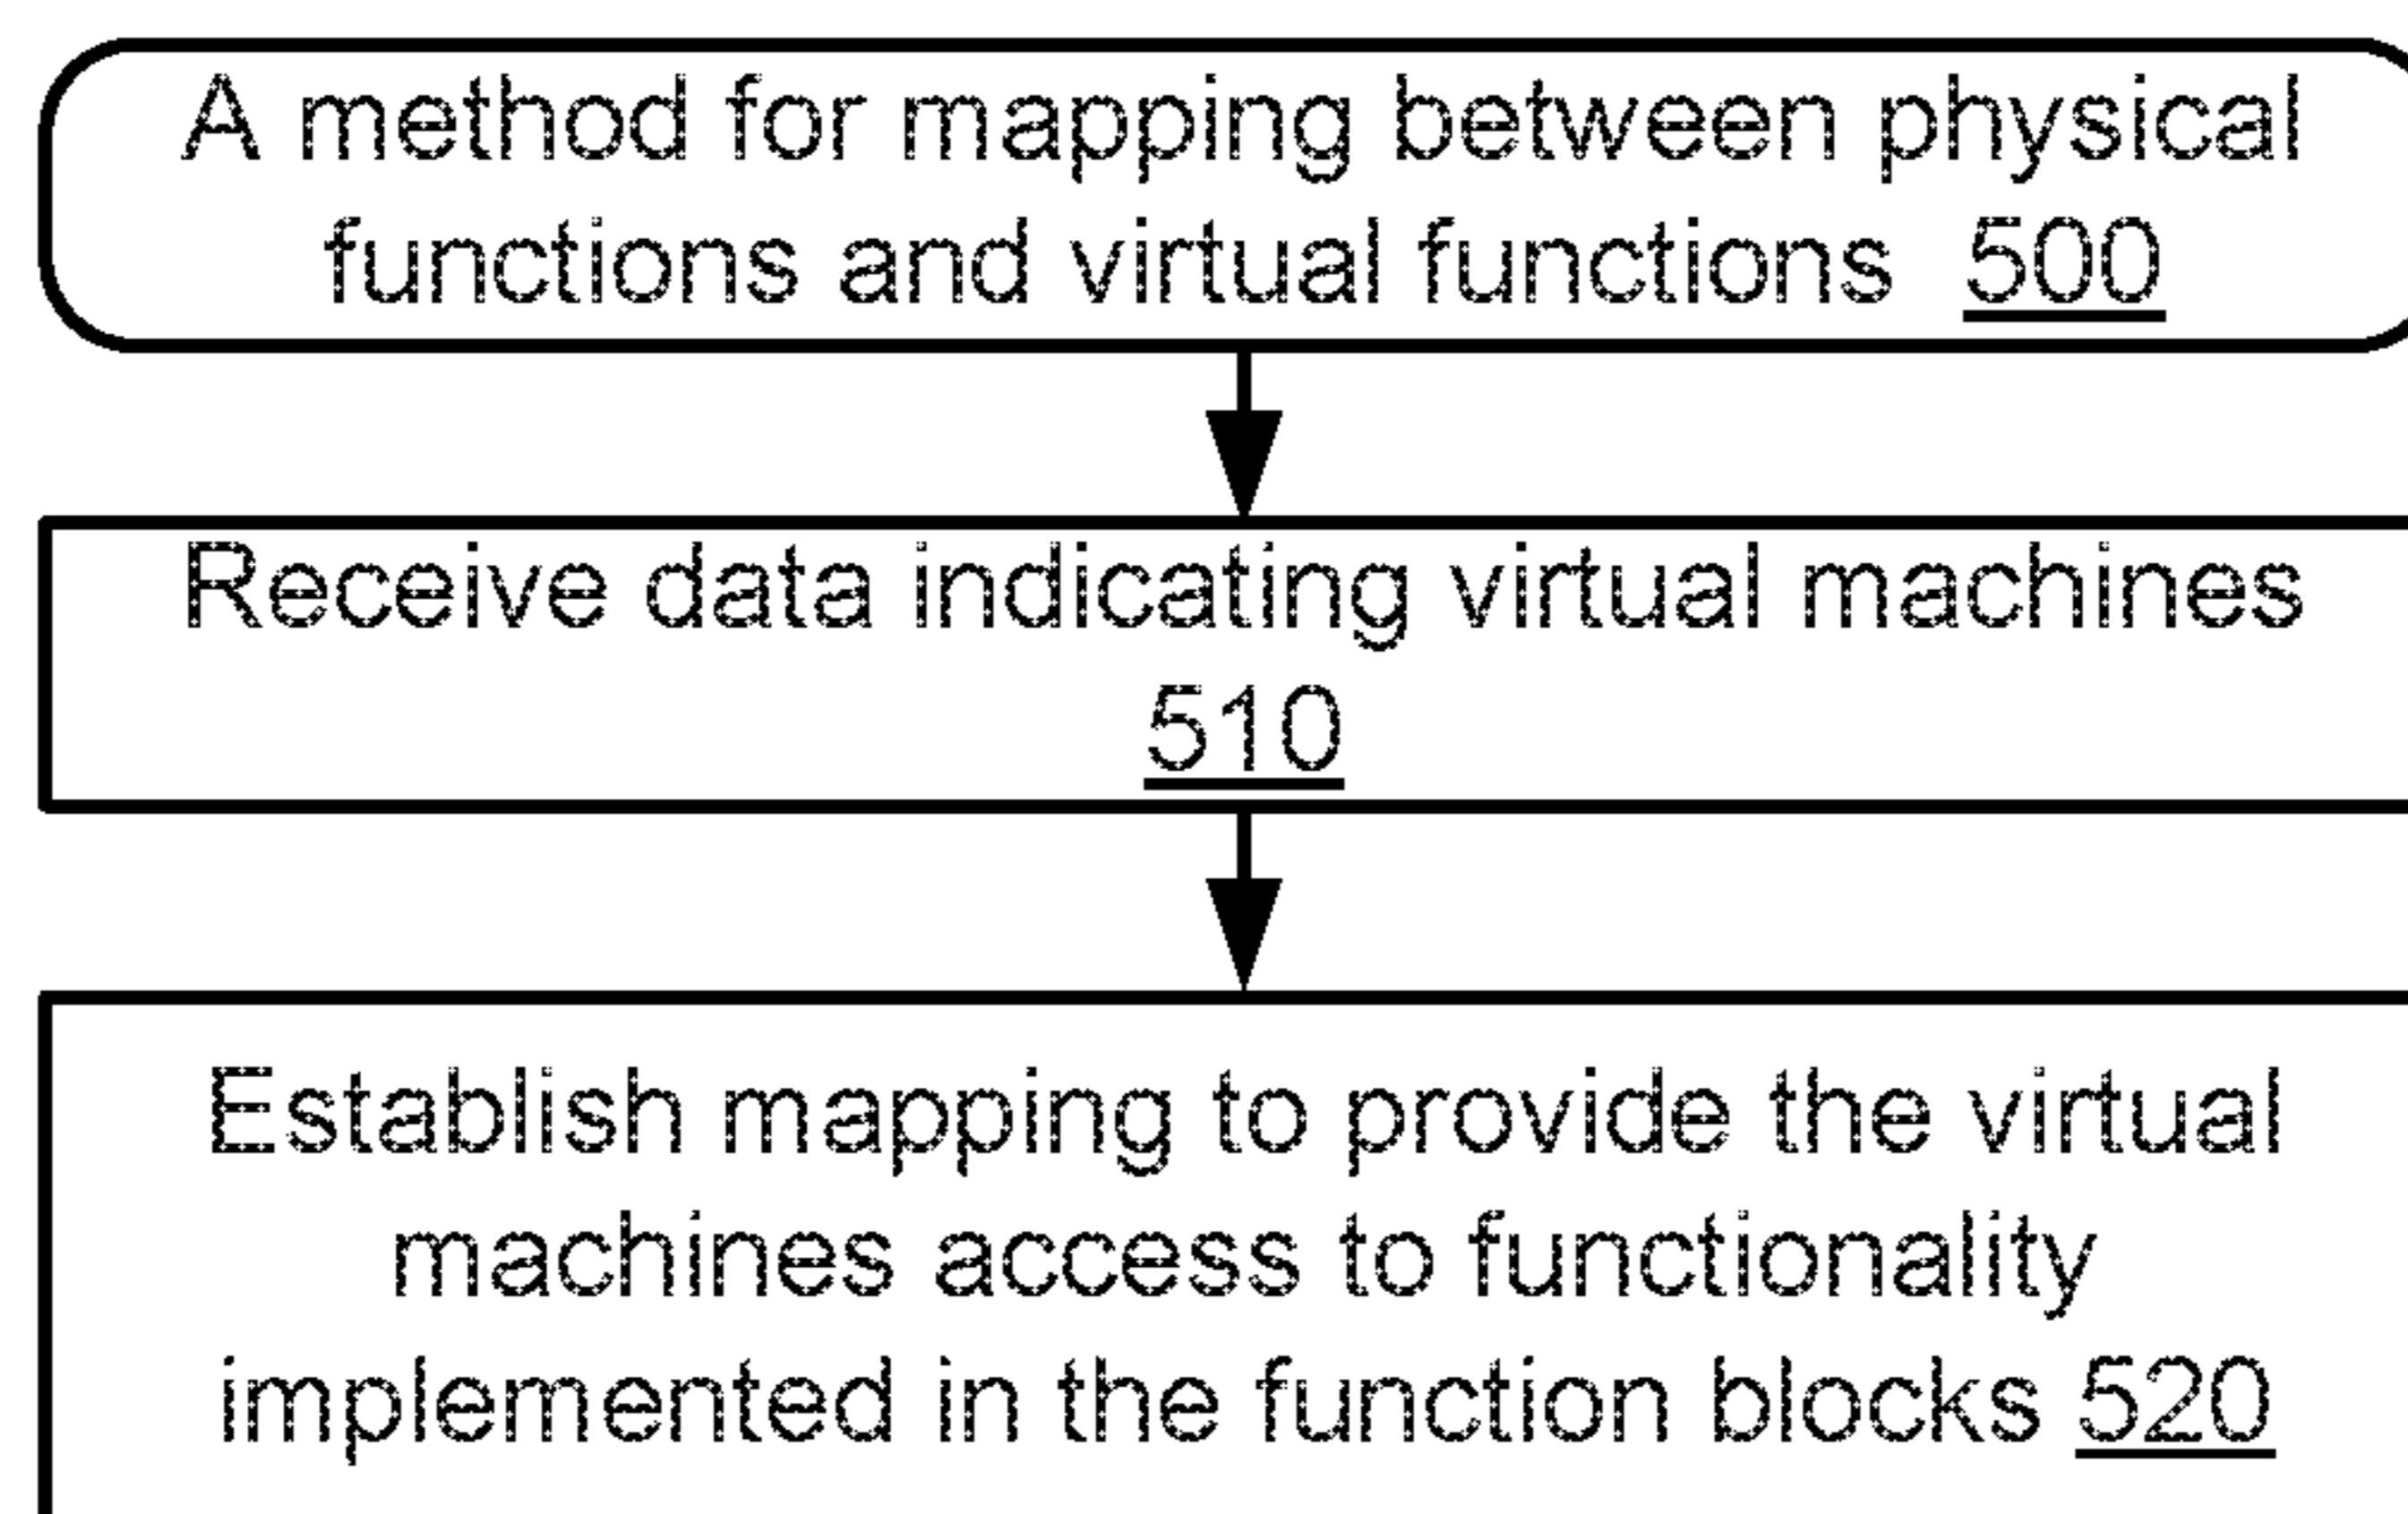 A method for mapping between physical
functions and virtual functions 500
Receive data indicating virtual machines
510
Establish mapping to provide the virtual
machines access to functionality
implemented in the function blocks 520